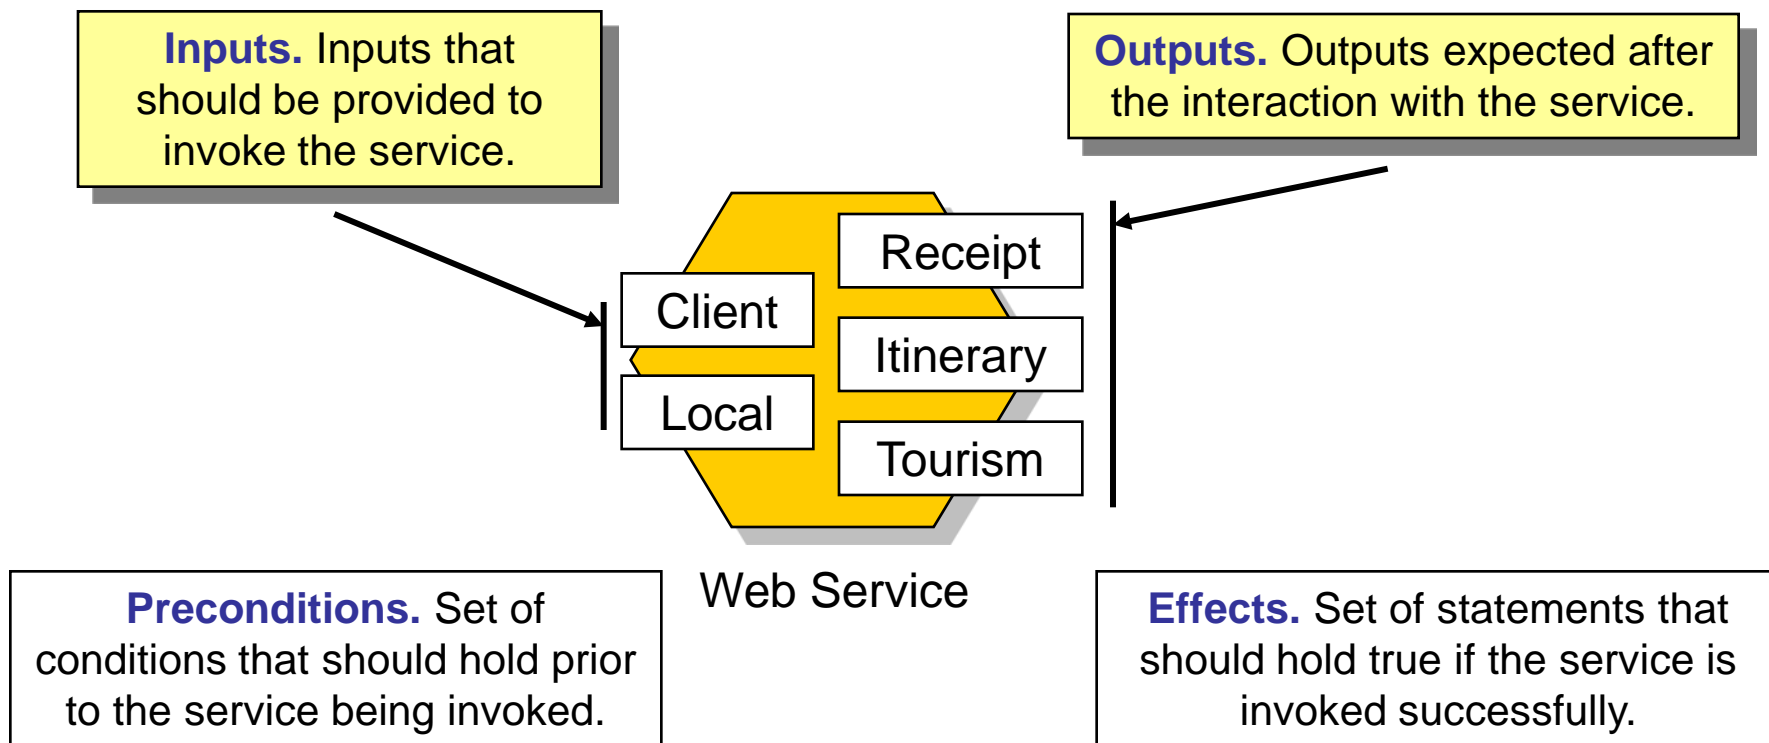 Inputs. Inputs that
should be provided to
invoke the service.
Outputs. Outputs expected after
the interaction with the service.
Client
Local
Receipt
Itinerary
Tourism
Web Service
Preconditions. Set of
conditions that should hold prior
to the service being invoked.
Effects. Set of statements that
should hold true if the service is
invoked successfully.